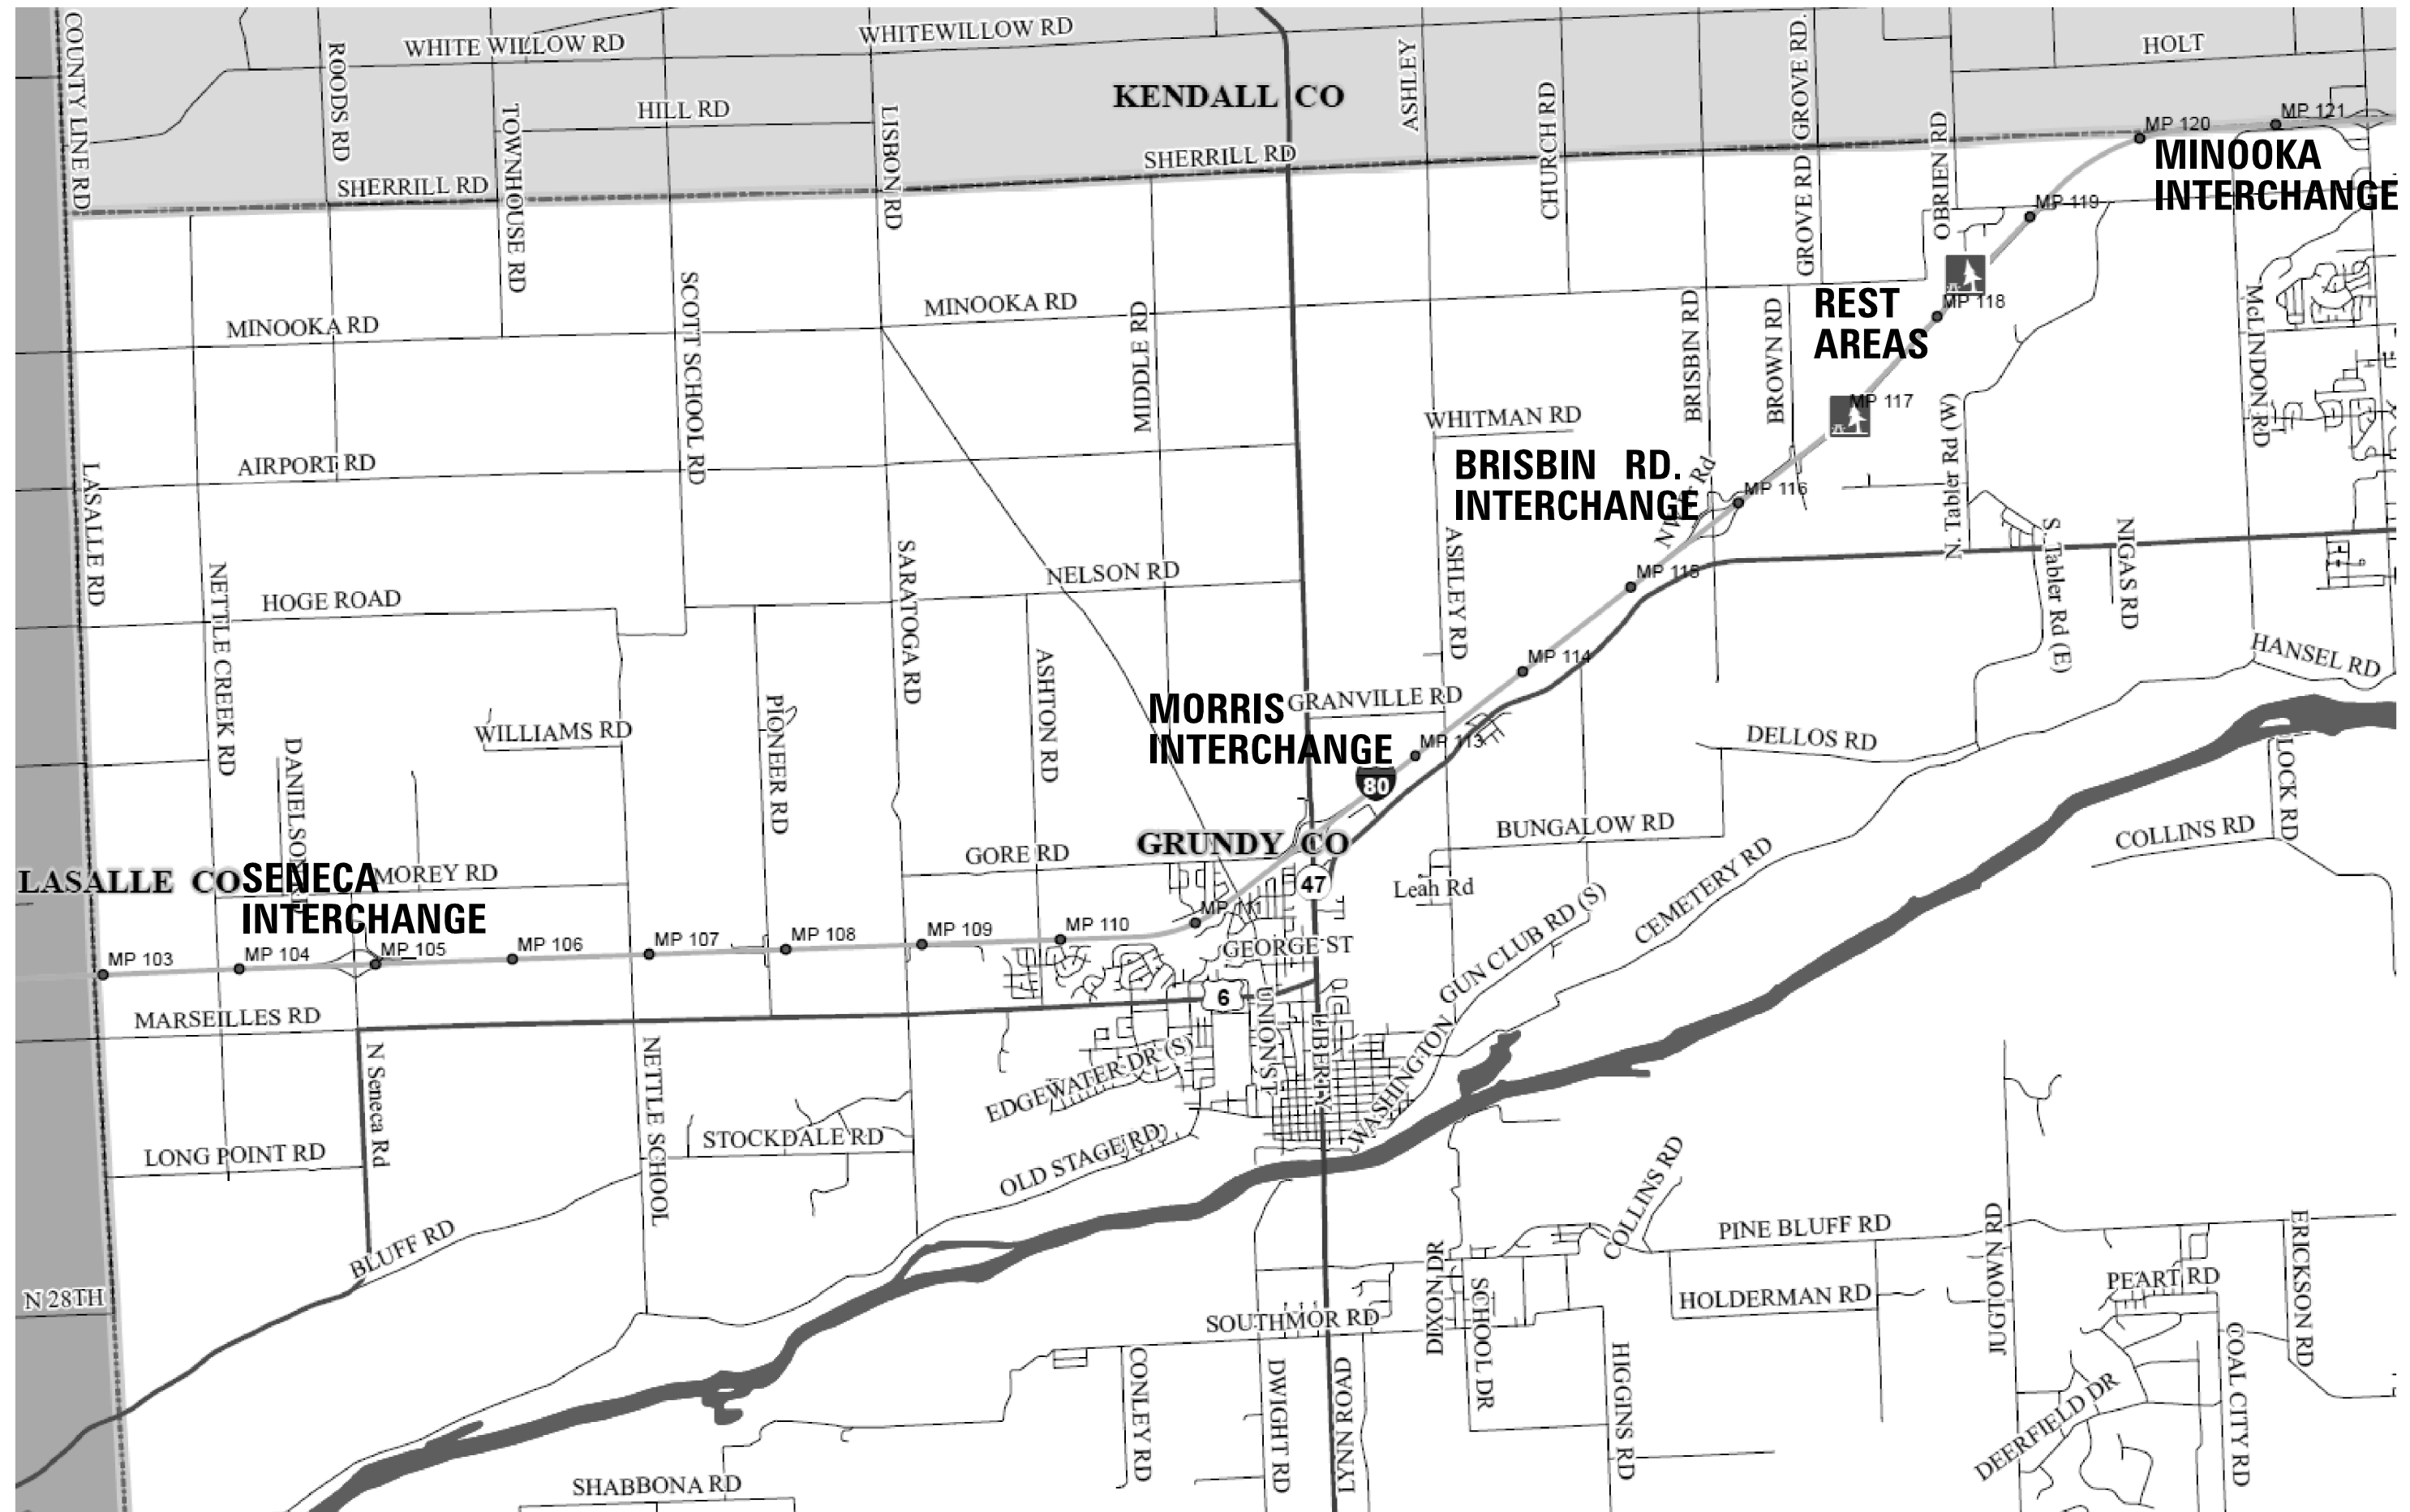 COUNTY LINE RD
ROODS RD
WHITE WILLOW RD
WHITEWILLOW RD
KENDALL CO
ASHLEY
GROVE RD.
HOLT
TOWNHOUSE RD
HILL RD
LISBON RD
CHURCH RD
GROVE RD
OBRIEN RD
MP 120
MP 121
MINOOKA
INTERCHANGE
SHERRILL RD
SHERRILL RD
MP 119
SCOTT SCHOOL RD
MINOOKA RD
MINOOKA RD
MIDDLE RD
GROVE RD
BRISBIN RD
BROWN RD
REST
AREAS
MP 118
McLINDON RD
MP 117
WHITMAN RD
N. Tabler Rd (W)
AIRPORT RD
LASALLE RD
BRISBIN RD.
INTERCHANGE
MP 116
ASHLEY RD
S. Tabler Rd (E)
NIGAS RD
NETTLE CREEK RD
HOGE ROAD
SARATOGA RD
NELSON RD
MP 115
HANSEL RD
ASHTON RD
MP 114
MORRIS
INTERCHANGE
GRANVILLE RD
WILLIAMS RD
PIONEER RD
MP 113
DELLOS RD
80
LOCK RD
GRUNDY CO
BUNGALOW RD
COLLINS RD
GORE RD
CEMETERY RD
LASALLE CO
SENECA
INTERCHANGE
MOREY RD
47
Leah Rd
GUN CLUB RD (S)
MP 103
MP 104
MP 105
MP 106
MP 107
MP 108
MP 109
MP 110
MP 111
GEORGE ST
6
MARSEILLES RD
UNION ST
LIBERTY
N Seneca Rd
NETTLE SCHOOL
EDGEWATER DR (S)
WASHINGTON
LONG POINT RD
STOCKDALE RD
OLD STAGE RD
COLLINS RD
BLUFF RD
PINE BLUFF RD
JUGTOWN RD
ERICKSON RD
DIXON DR
PEART RD
N 28TH
HOLDERMAN RD
SOUTHMOR RD
SCHOOL DR
CONLEY RD
DWIGHT RD
LYNN ROAD
HIGGINS RD
COAL CITY RD
DEERFIELD DR
SHABBONA RD